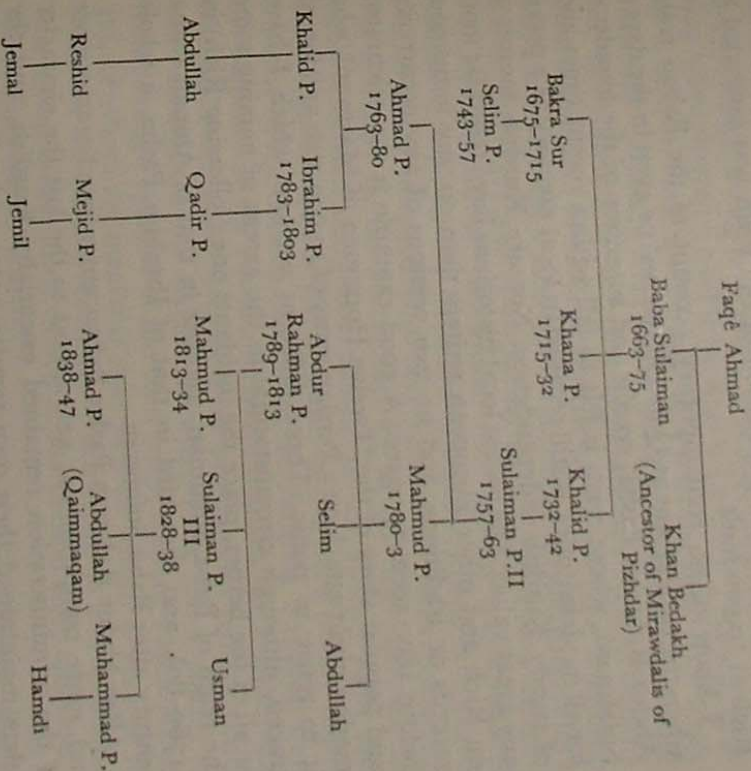 Faqê Ahmad
Baba Sulaiman
1663–75
Khan Bedakh
(Ancestor of Mirawdalis of
Pizhdar)
Bakra Sur
1675–1715
Khana P.
1715–32
Khalid P.
1732–42
Selim P.
1743–57
Sulaiman P.II
1757–63
Ahmad P.
1763–80
Mahmud P.
1780–3
Khalid P.
Ibrahim P.
1783–1803
Abdur
Rahman P.
1789–1813
Selim
Abdullah
Abdullah
Qadir P.
Mahmud P.
1813–34
Sulaiman P.
III
1828–38
Usman
Reshid
Mejid P.
Ahmad P.
1838–47
Abdullah
(Qaimmaqam)
Muhammad P.
Jemal
Jemil
Hamdi